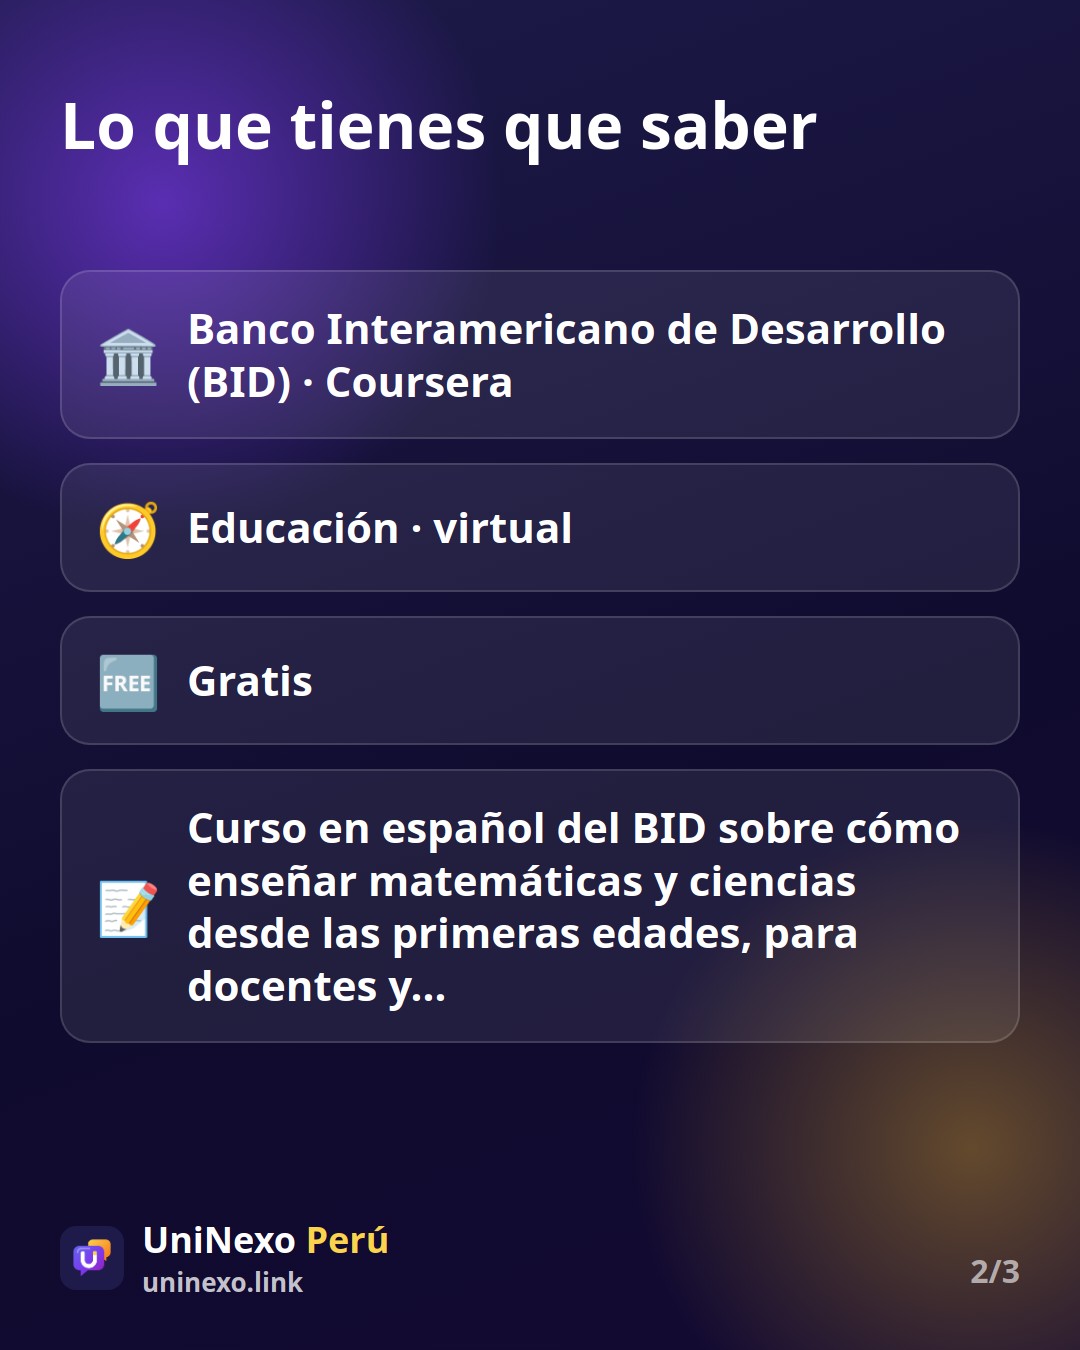 Lo que tienes que saber
Banco Interamericano de Desarrollo
(BID) · Coursera
Educación · virtual
FREE
Gratis
Curso en español del BID sobre cómo
enseñar matemáticas y ciencias
desde las primeras edades, para
docentes y...
U
UniNexo Perú
uninexo.link
2/3